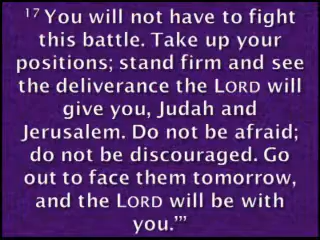 17 You will not have to fight
this battle. Take up your
positions; stand firm and see
the deliverance the LORD will
give you, Judah and
Jerusalem. Do not be afraid;
do not be discouraged. Go
out to face them tomorrow,
and the LORD will be with
you.’”